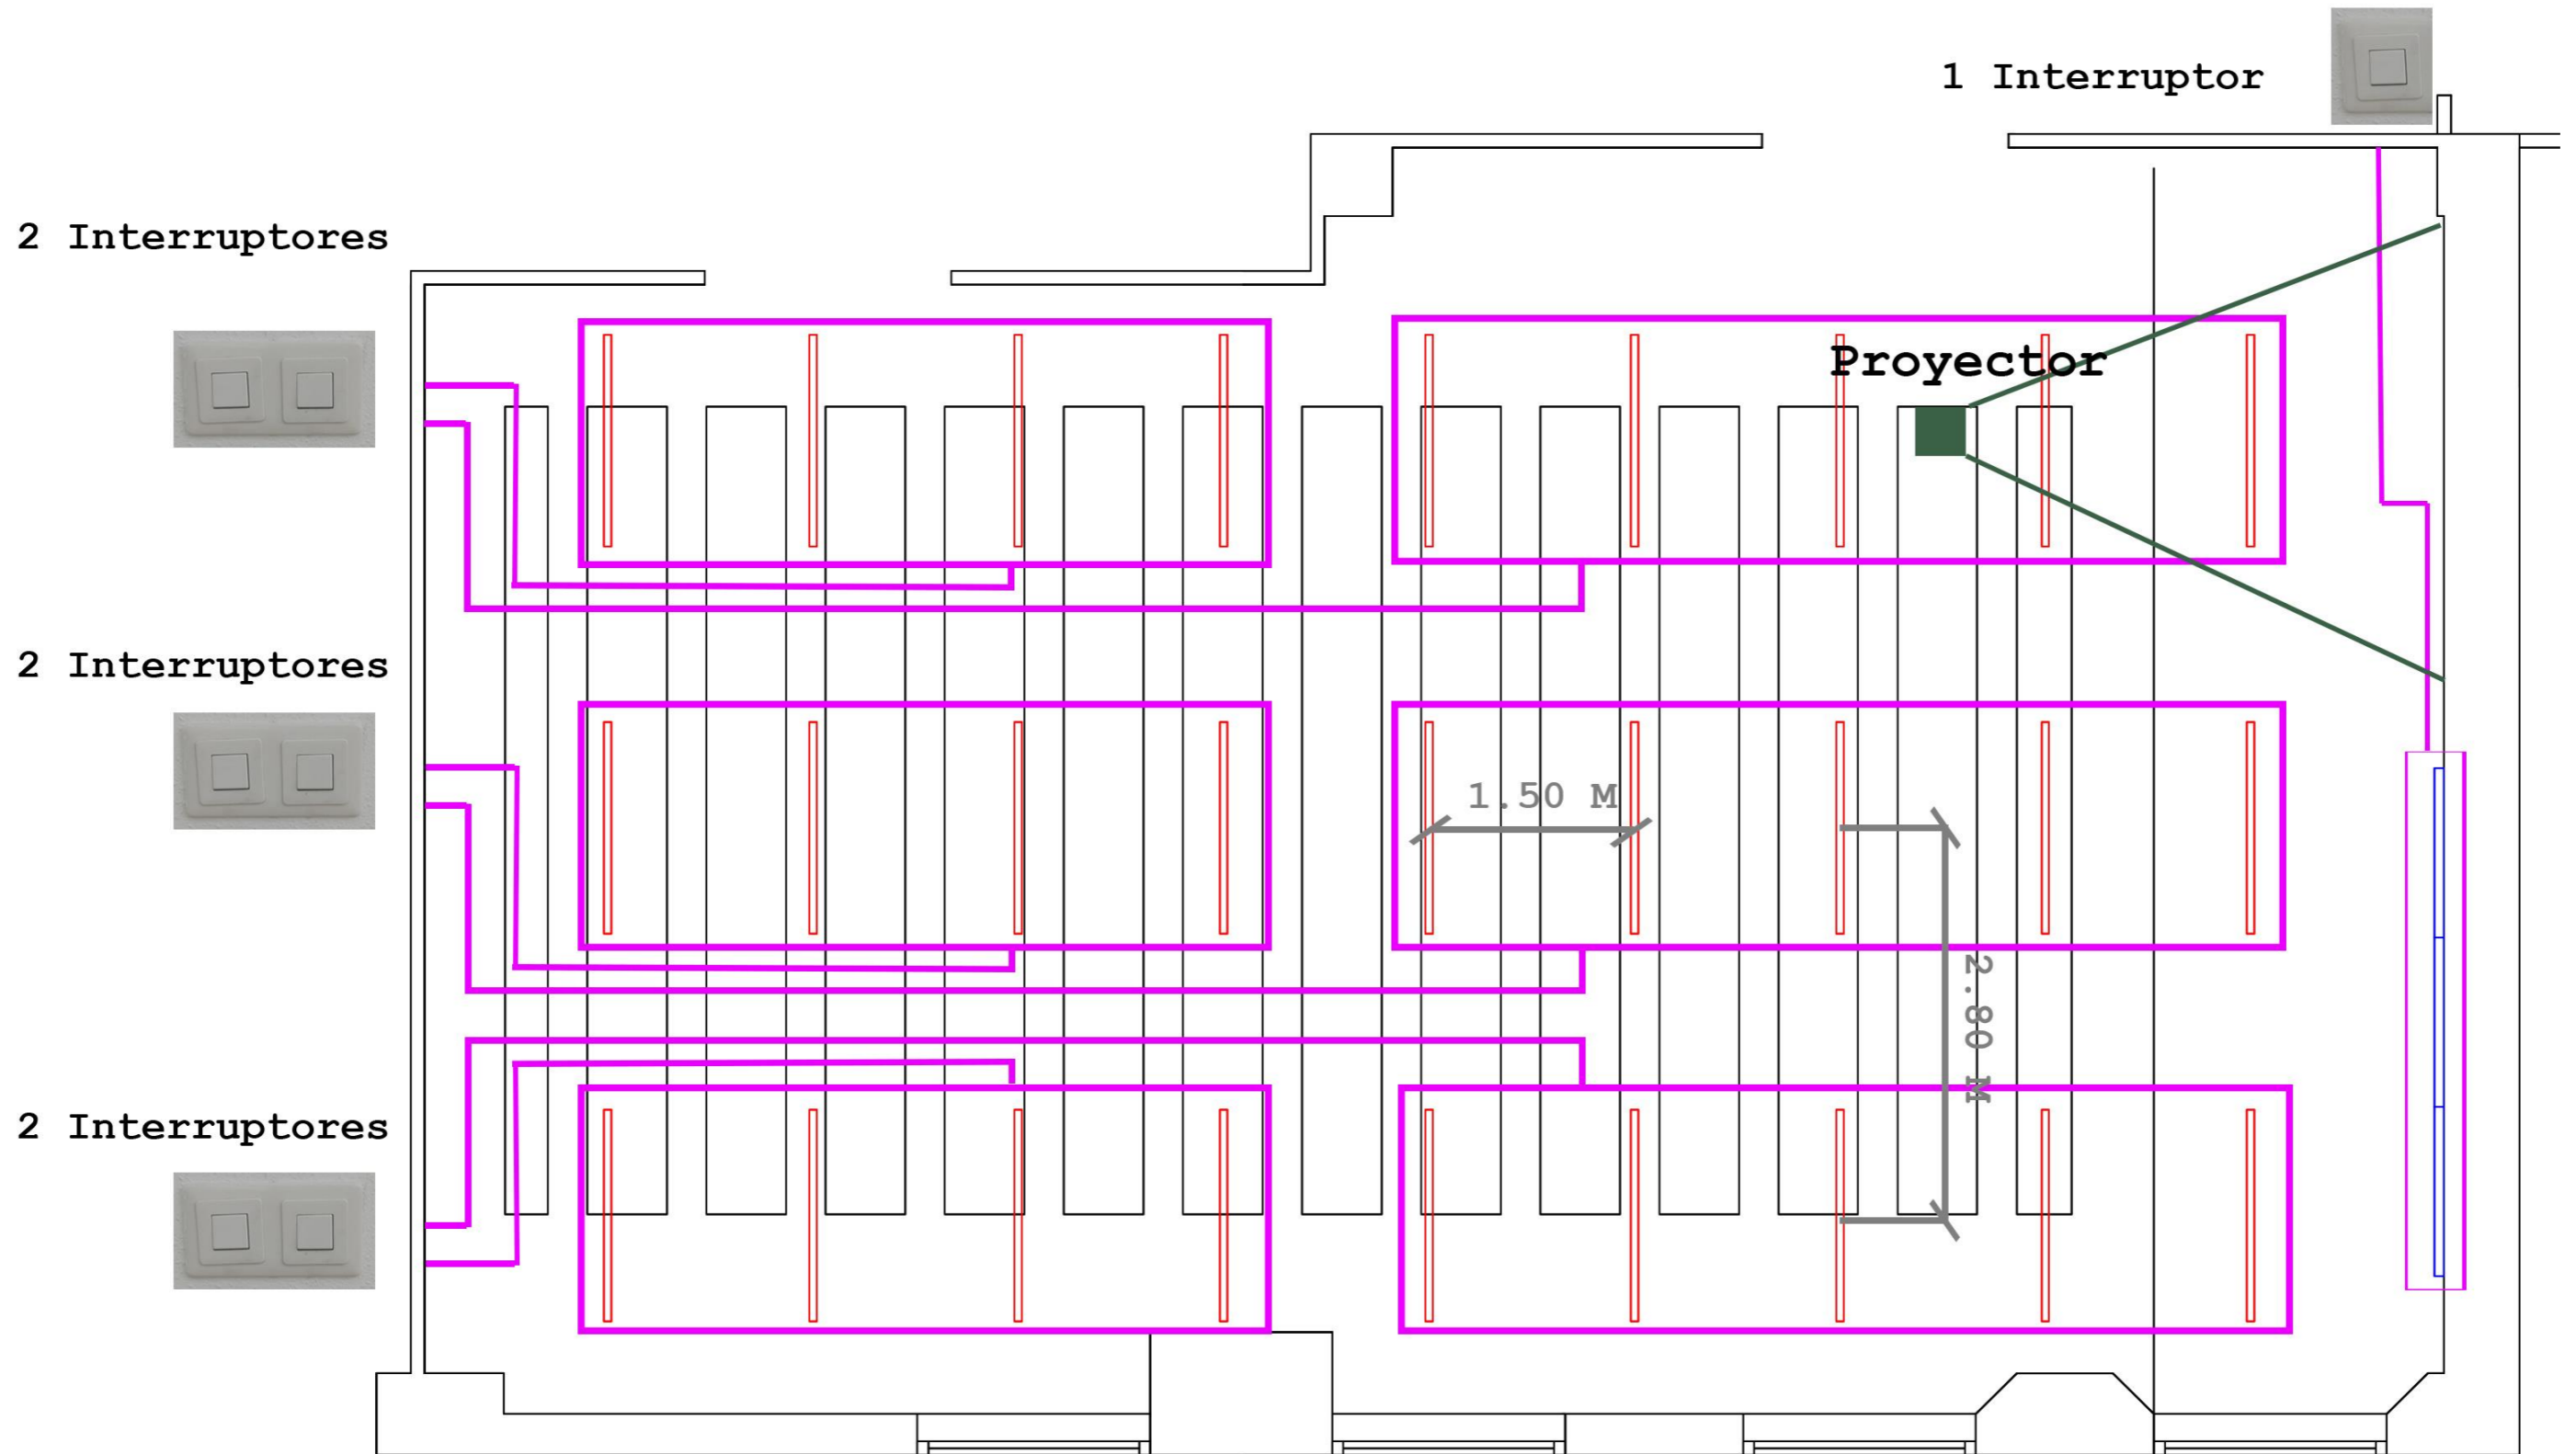 1 Interruptor
2 Interruptores
Proyector
2 Interruptores
1.50 M
2.80 M
2 Interruptores